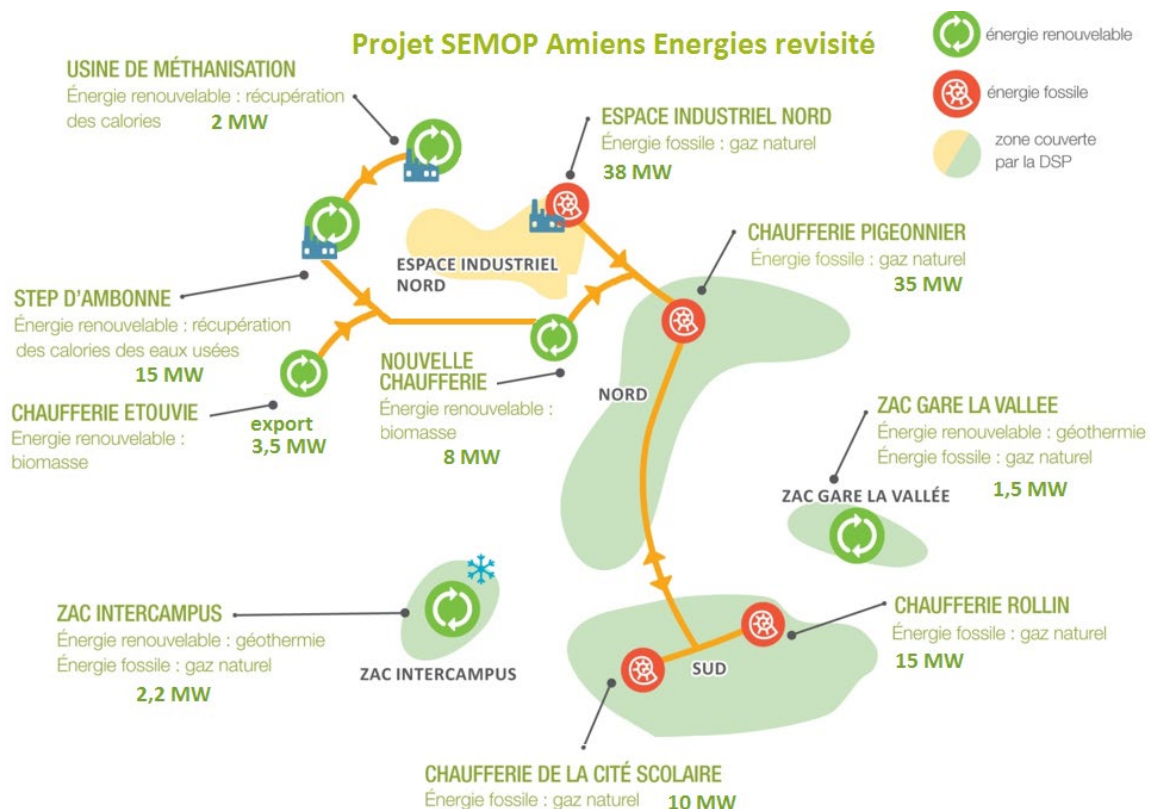 Projet SEMOP Amiens Energies revisité
énergie renouvelable
énergie fossile
zone couverte
par la DSP
USINE DE MÉTHANISATION
Énergie renouvelable : récupération
des calories 2 MW
ESPACE INDUSTRIEL NORD
Énergie fossile : gaz naturel
38 MW
CHAUFFERIE PIGEONNIER
Énergie fossile : gaz naturel
35 MW
ESPACE INDUSTRIEL
NORD
STEP D'AMBONNE
Énergie renouvelable : récupération
des calories des eaux usées
15 MW
CHAUFFERIE ETOUVIE
Energie renouvelable :
biomasse
export
3,5 MW
NOUVELLE
CHAUFFERIE
Énergie renouvelable :
biomasse
8 MW
NORD
ZAC GARE LA VALLEE
Énergie renouvelable : géothermie
Énergie fossile : gaz naturel
1,5 MW
ZAC GARE LA VALLÉE
ZAC INTERCAMPUS
Énergie renouvelable : géothermie
Énergie fossile : gaz naturel
2,2 MW
ZAC INTERCAMPUS
CHAUFFERIE ROLLIN
Énergie fossile : gaz naturel
15 MW
SUD
CHAUFFERIE DE LA CITÉ SCOLAIRE
Énergie fossile : gaz naturel 10 MW